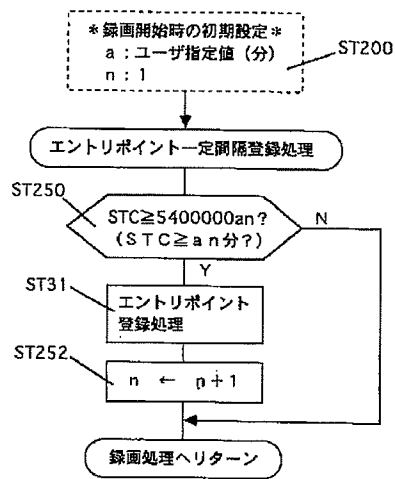 ＊録画開始時の初期設定＊
a：ユーザ指定値（分）
n：1
ST200
エントリポイント一定間隔登録処理
ST250
STC≧5400000an？
（STC≧an分？）
N
Y
ST31
エントリポイント
登録処理
ST252
n ← n+1
録画処理へリターン